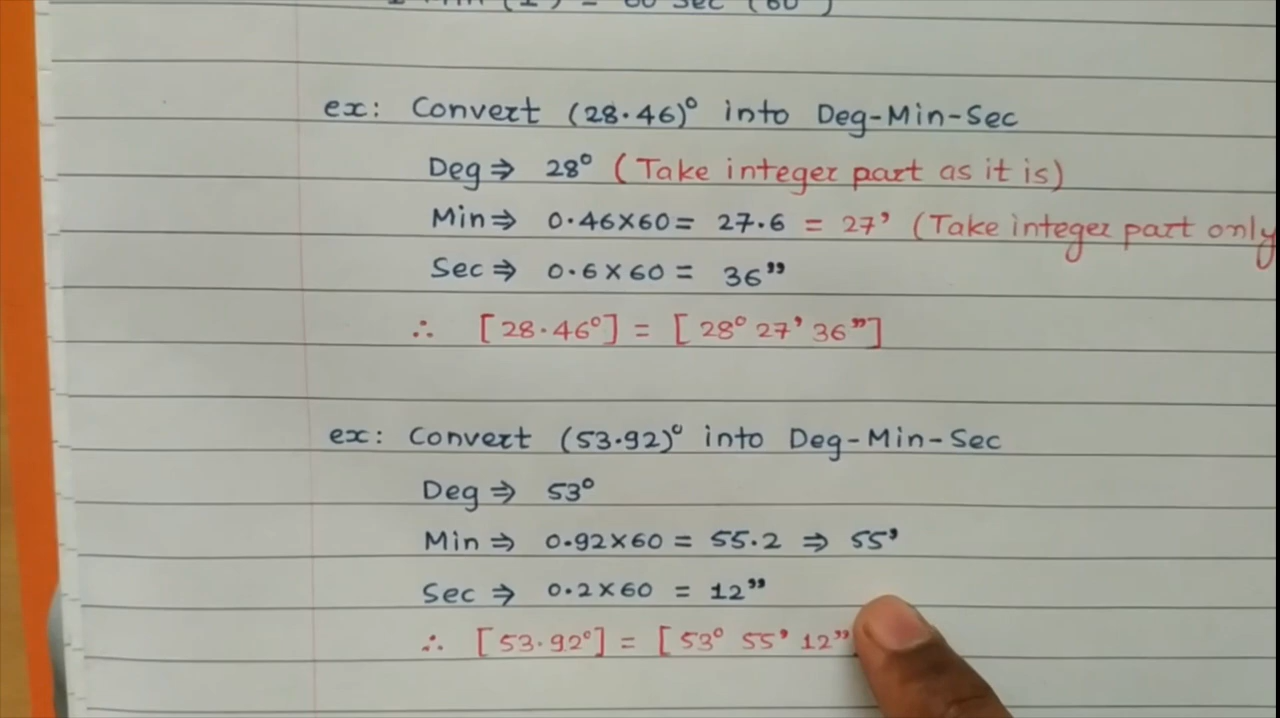 ex: Convert (28.46)° into Deg-Min-Sec
Deg ⇒ 28° (Take integer part as it is)
Min ⇒ 0.46×60 = 27.6 = 27' (Take integer part only
Sec ⇒ 0.6×60 = 36"
∴ [28.46°] = [28° 27' 36"]
ex: Convert (53.92)° into Deg-Min-Sec
Deg ⇒ 53°
Min ⇒ 0.92×60 = 55.2 ⇒ 55'
Sec ⇒ 0.2×60 = 12"
∴ [53.92°] = [53° 55' 12"